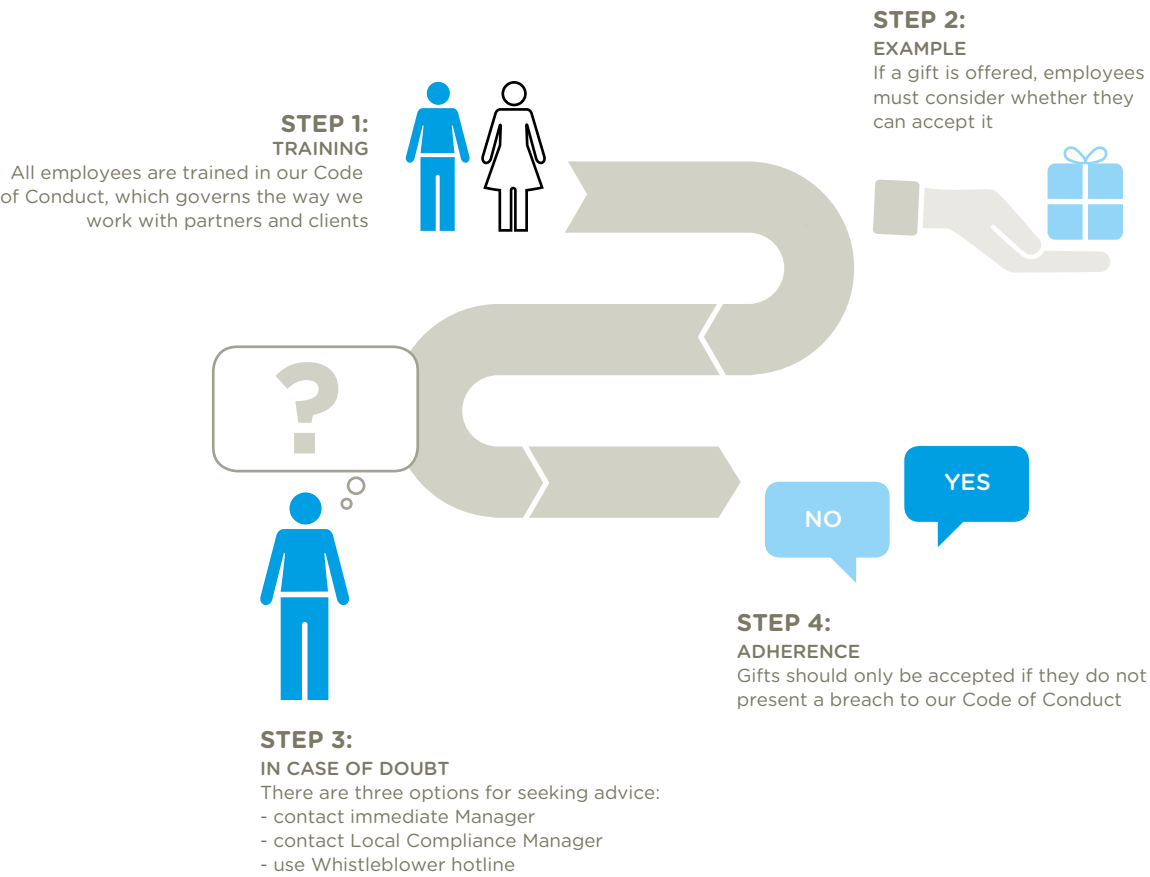 STEP 1:
TRAINING
All employees are trained in our Code
of Conduct, which governs the way we
work with partners and clients
STEP 2:
EXAMPLE
If a gift is offered, employees
must consider whether they
can accept it
?
STEP 3:
IN CASE OF DOUBT
There are three options for seeking advice:
- contact immediate Manager
- contact Local Compliance Manager
- use Whistleblower hotline
NO
YES
STEP 4:
ADHERENCE
Gifts should only be accepted if they do not
present a breach to our Code of Conduct